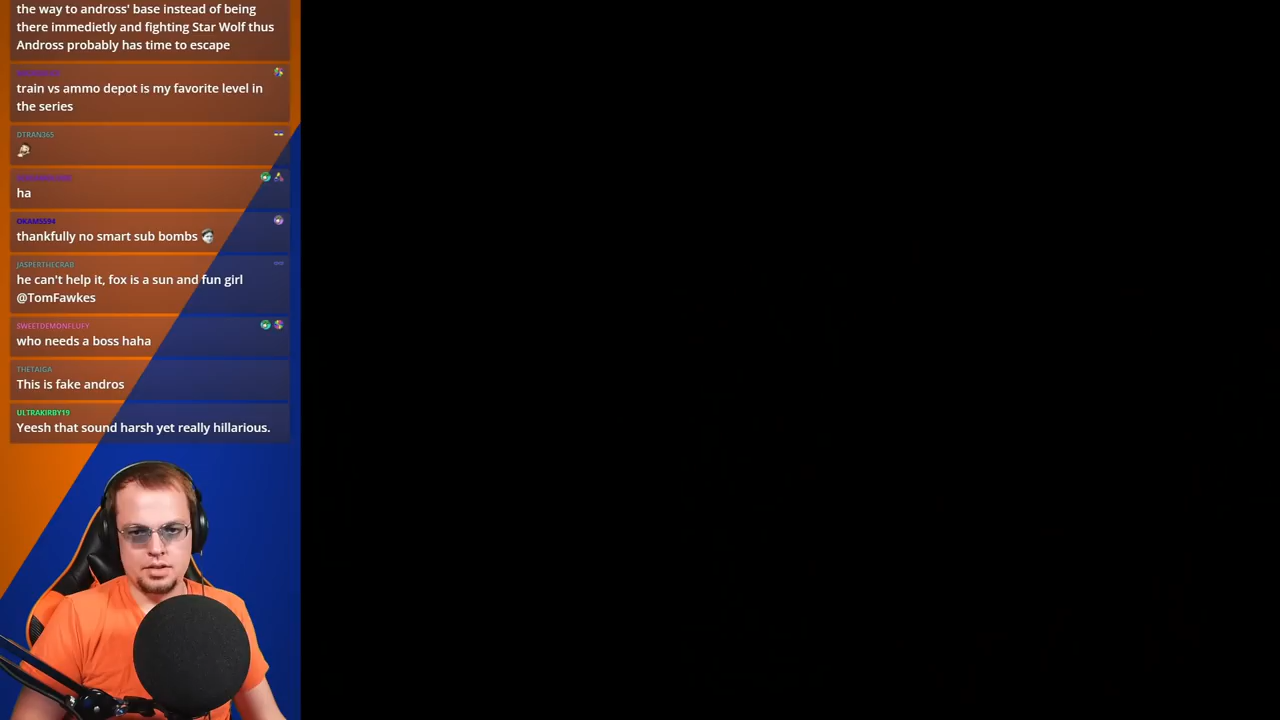 the way to andross' base instead of being
there immedietly and fighting Star Wolf thus
Andross probably has time to escape
train vs ammo depot is my favorite level in
the series
DTRAN365
ha
OKAMSS94
thankfully no smart sub bombs
JASPERTHECRAB
he can't help it, fox is a sun and fun girl
@TomFawkes
SWEETDEMONFLUFY
who needs a boss haha
THETAIGA
This is fake andros
ULTRAKIRBY19
Yeesh that sound harsh yet really hillarious.